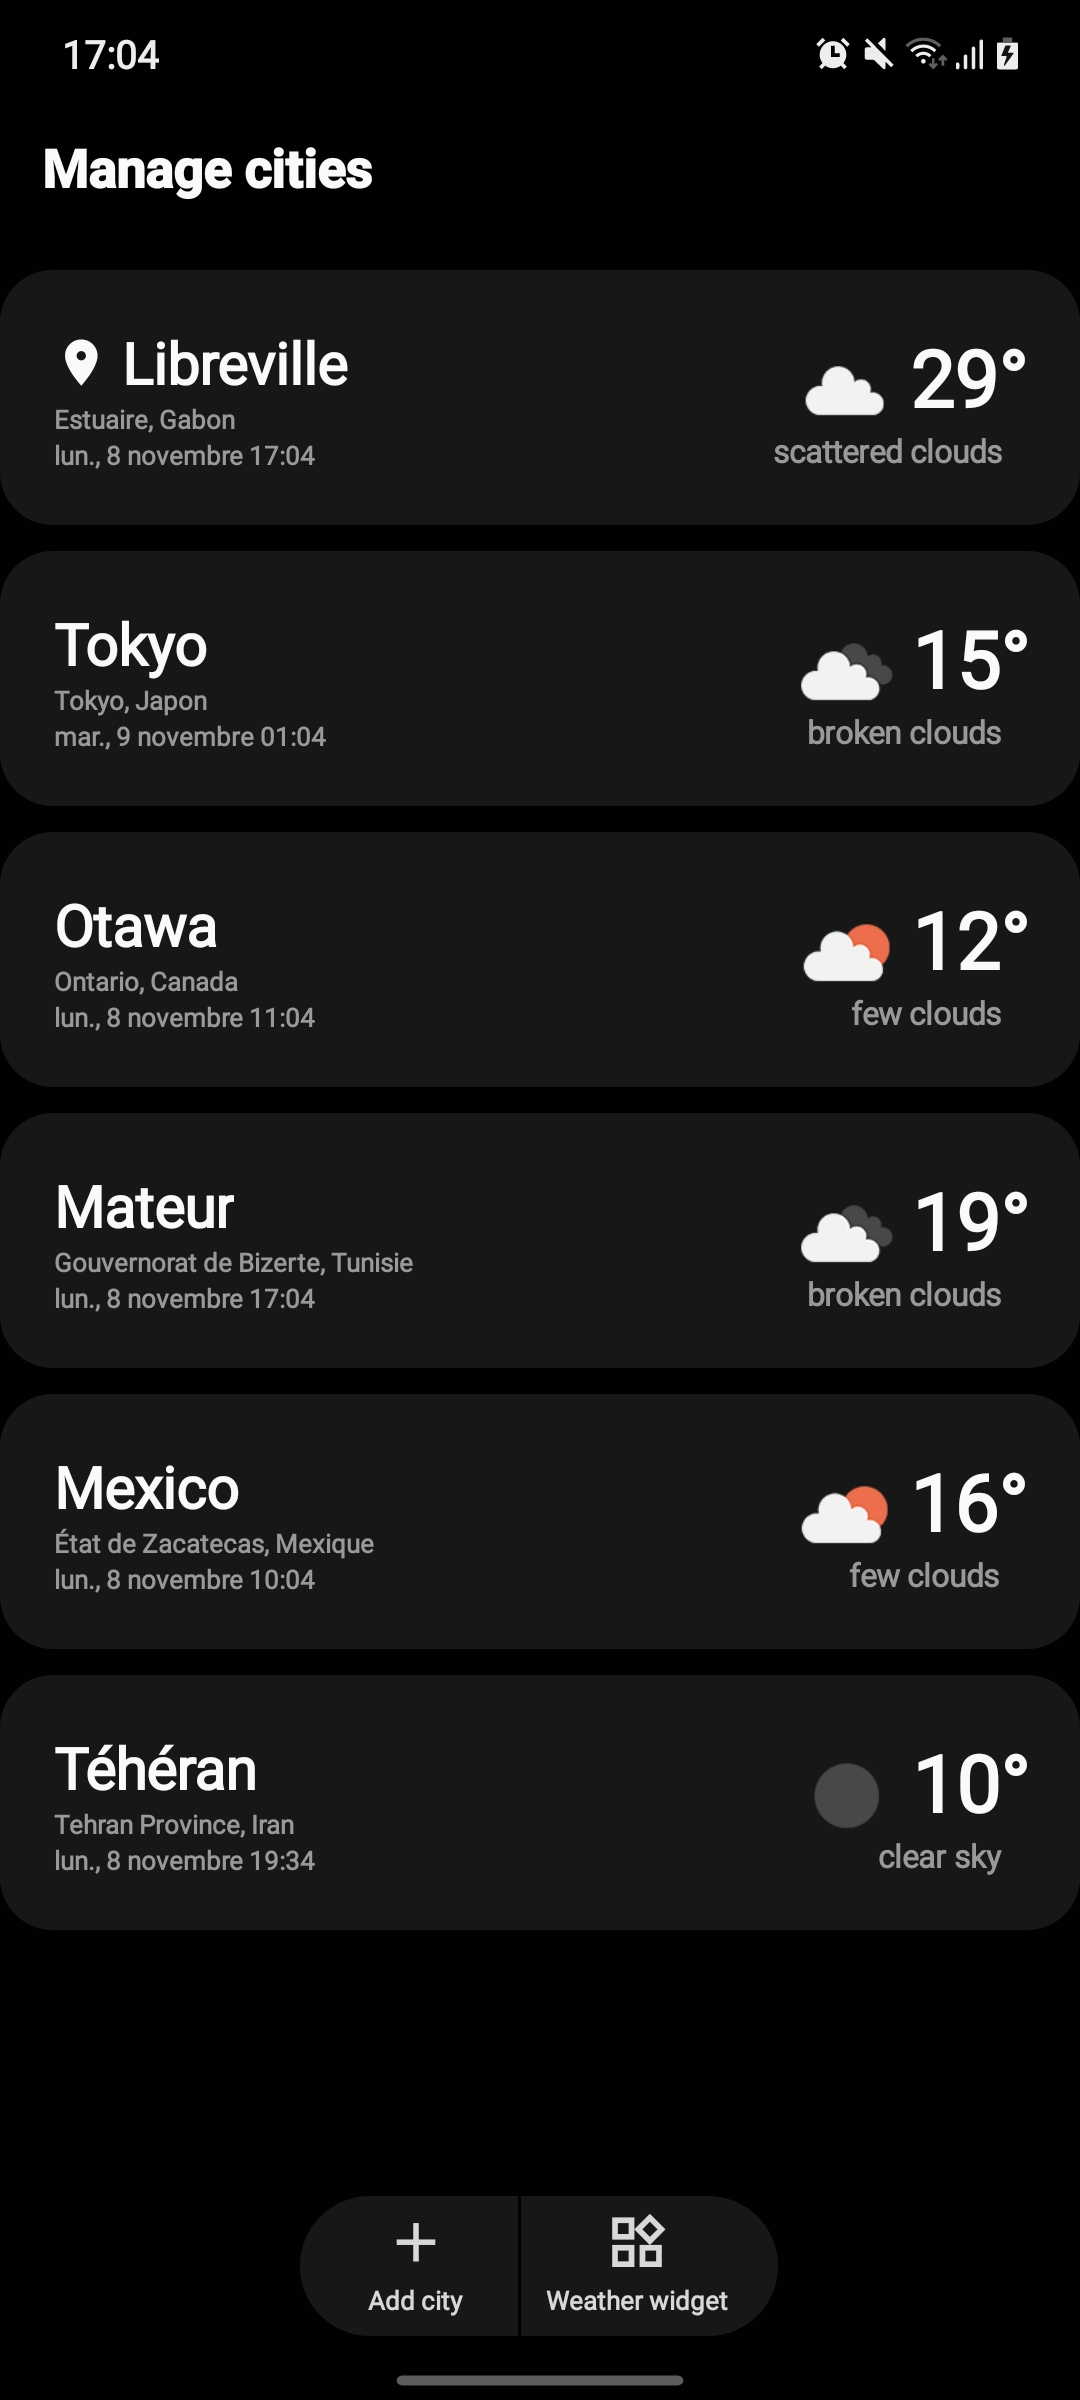 17:04
Manage cities
Libreville
Estuaire, Gabon
lun., 8 novembre 17:04
29°
scattered clouds
Tokyo
Tokyo, Japon
mar., 9 novembre 01:04
15°
broken clouds
Otawa
Ontario, Canada
lun., 8 novembre 11:04
12°
few clouds
Mateur
Gouvernorat de Bizerte, Tunisie
lun., 8 novembre 17:04
19°
broken clouds
Mexico
État de Zacatecas, Mexique
lun., 8 novembre 10:04
16°
few clouds
Téhéran
Tehran Province, Iran
lun., 8 novembre 19:34
10°
clear sky
Add city
Weather widget